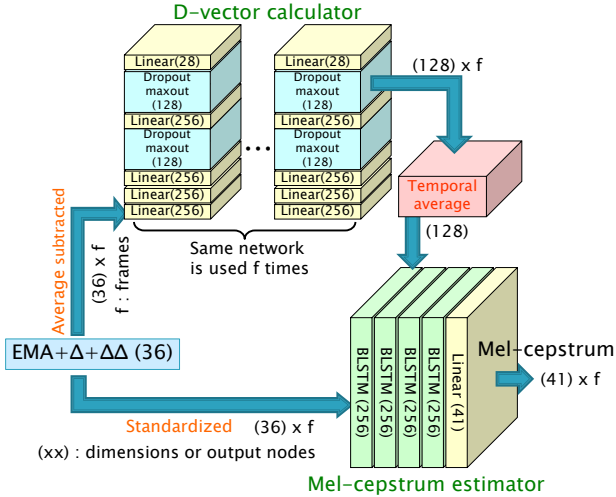 D-vector calculator
Linear(28)
Dropout
maxout
(128)
Linear(256)
Dropout
maxout
(128)
Linear(256)
Linear(256)
Linear(256)
...
Linear(28)
Dropout
maxout
(128)
Linear(256)
Dropout
maxout
(128)
Linear(256)
Linear(256)
Linear(256)
(128) x f
Temporal
average
(128)
Same network
is used f times
Average subtracted
(36) x f
f : frames
EMA+Δ+ΔΔ (36)
Standardized (36) x f
(xx) : dimensions or output nodes
BLSTM (256)
BLSTM (256)
BLSTM (256)
BLSTM (256)
Linear (41)
Mel-cepstrum
(41) x f
Mel-cepstrum estimator